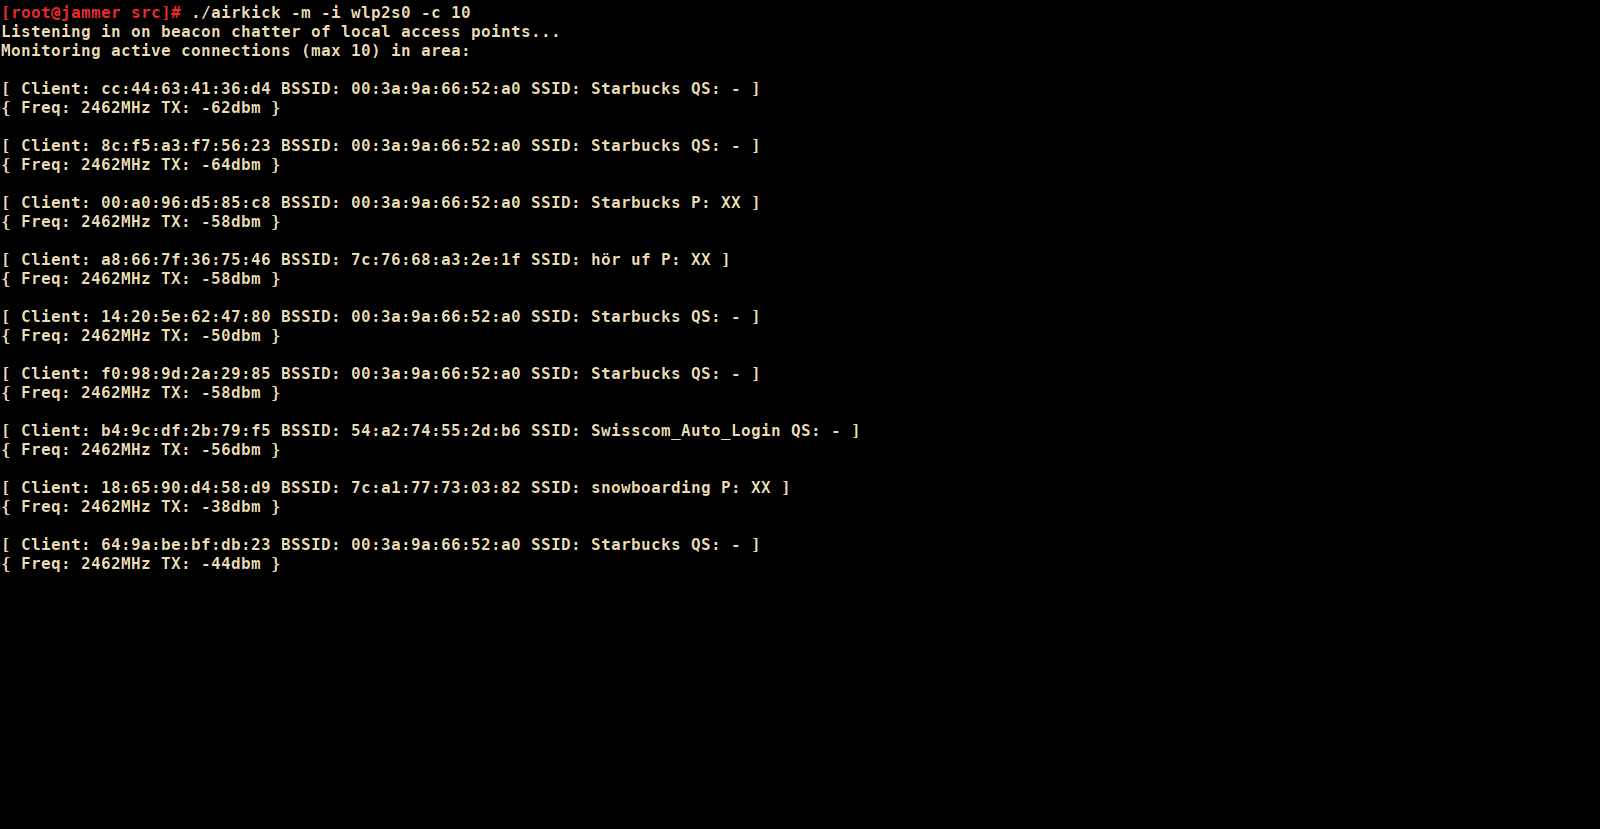 [root@jammer src]# ./airkick -m -i wlp2s0 -c 10
Listening in on beacon chatter of local access points...
Monitoring active connections (max 10) in area:
[ Client: cc:44:63:41:36:d4 BSSID: 00:3a:9a:66:52:a0 SSID: Starbucks QS: - ]
{ Freq: 2462MHz TX: -62dbm }
[ Client: 8c:f5:a3:f7:56:23 BSSID: 00:3a:9a:66:52:a0 SSID: Starbucks QS: - ]
{ Freq: 2462MHz TX: -64dbm }
[ Client: 00:a0:96:d5:85:c8 BSSID: 00:3a:9a:66:52:a0 SSID: Starbucks P: XX ]
{ Freq: 2462MHz TX: -58dbm }
[ Client: a8:66:7f:36:75:46 BSSID: 7c:76:68:a3:2e:1f SSID: hör uf P: XX ]
{ Freq: 2462MHz TX: -58dbm }
[ Client: 14:20:5e:62:47:80 BSSID: 00:3a:9a:66:52:a0 SSID: Starbucks QS: - ]
{ Freq: 2462MHz TX: -50dbm }
[ Client: f0:98:9d:2a:29:85 BSSID: 00:3a:9a:66:52:a0 SSID: Starbucks QS: - ]
{ Freq: 2462MHz TX: -58dbm }
[ Client: b4:9c:df:2b:79:f5 BSSID: 54:a2:74:55:2d:b6 SSID: Swisscom_Auto_Login QS: - ]
{ Freq: 2462MHz TX: -56dbm }
[ Client: 18:65:90:d4:58:d9 BSSID: 7c:a1:77:73:03:82 SSID: snowboarding P: XX ]
{ Freq: 2462MHz TX: -38dbm }
[ Client: 64:9a:be:bf:db:23 BSSID: 00:3a:9a:66:52:a0 SSID: Starbucks QS: - ]
{ Freq: 2462MHz TX: -44dbm }